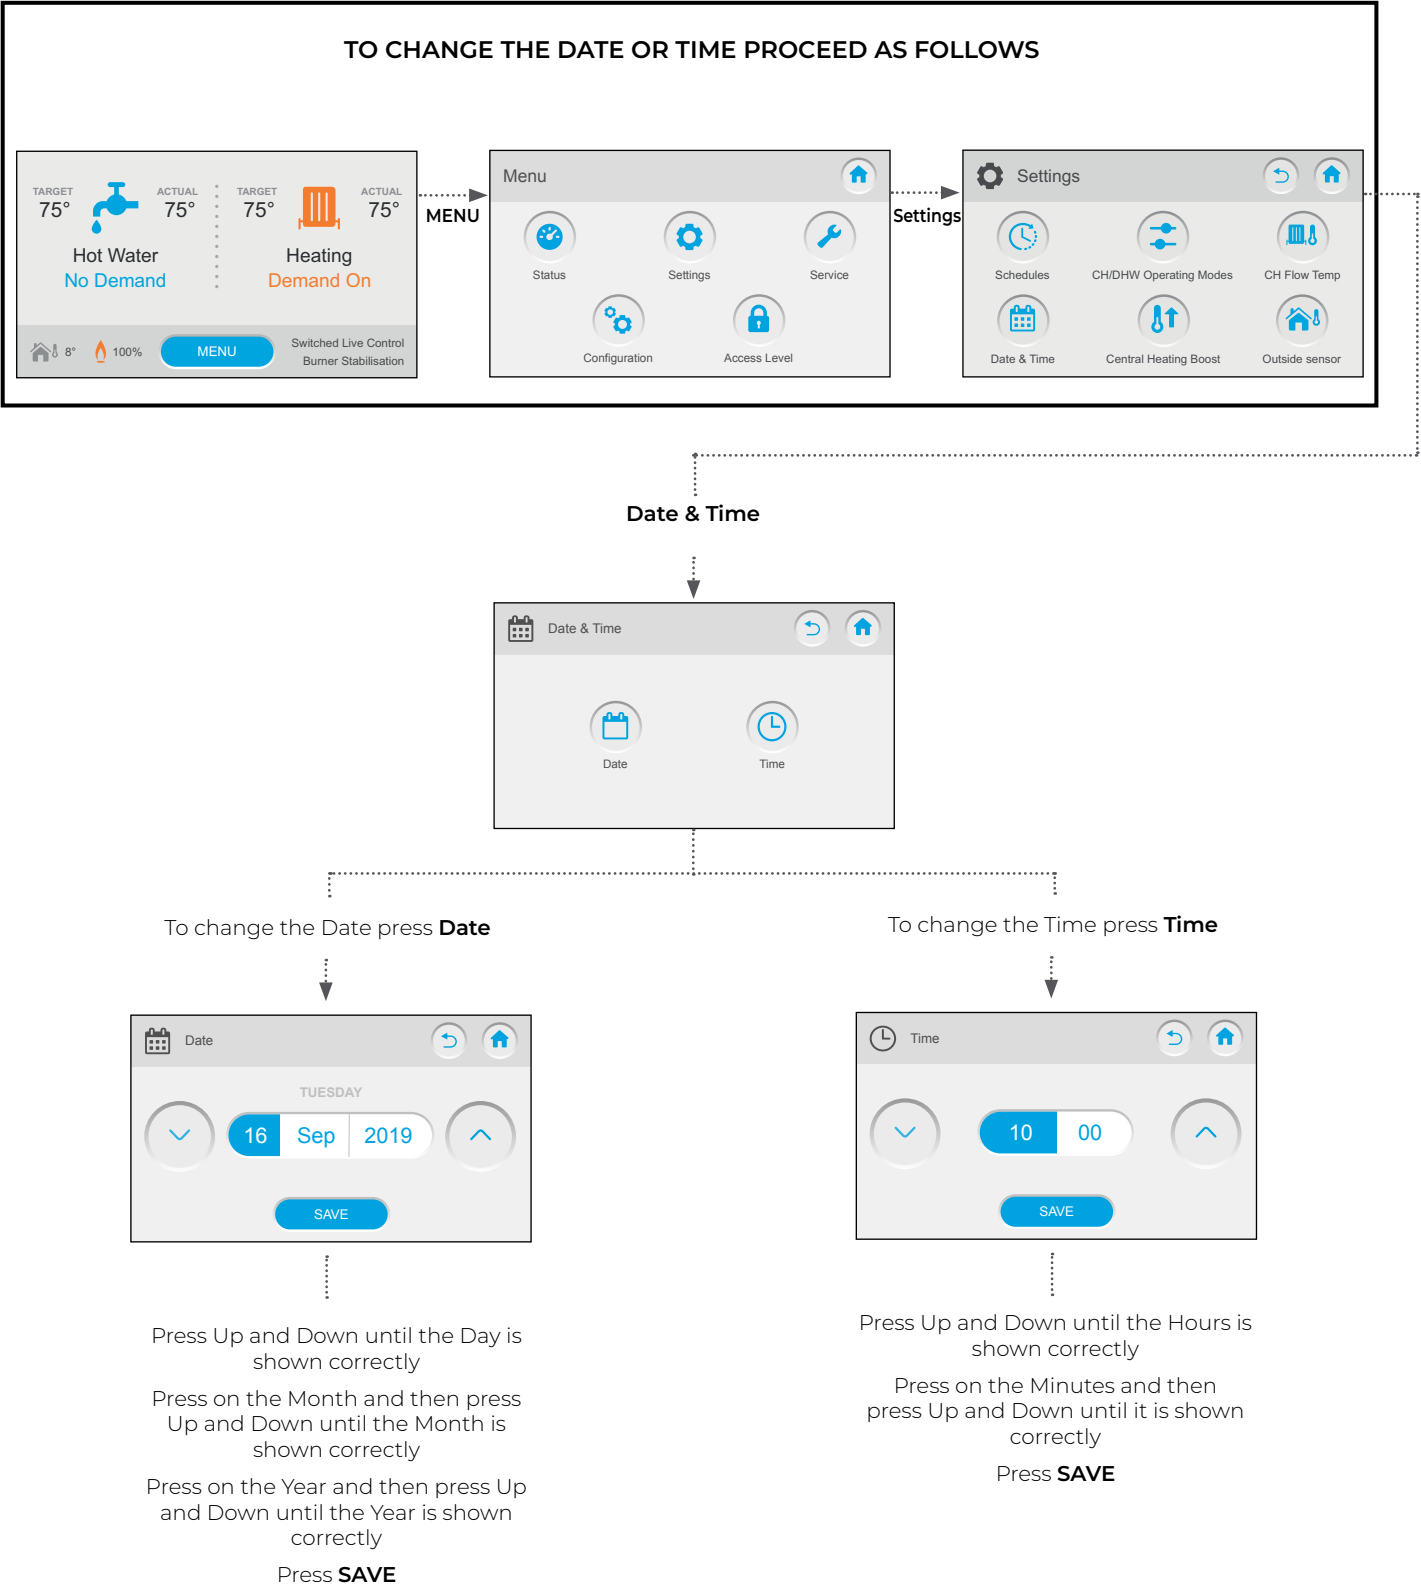 TO CHANGE THE DATE OR TIME PROCEED AS FOLLOWS
TARGET
75°
ACTUAL
75°
Hot Water
No Demand
TARGET
75°
ACTUAL
75°
Heating
Demand On
8°
100%
MENU
Switched Live Control
Burner Stabilisation
MENU
Menu
Status
Settings
Service
Configuration
Access Level
Settings
Settings
Schedules
CH/DHW Operating Modes
CH Flow Temp
Date & Time
Central Heating Boost
Outside sensor
Date & Time
Date & Time
Date
Time
To change the Date press Date
Date
TUESDAY
16 Sep 2019
SAVE
Press Up and Down until the Day is
shown correctly
Press on the Month and then press
Up and Down until the Month is
shown correctly
Press on the Year and then press Up
and Down until the Year is shown
correctly
Press SAVE
To change the Time press Time
Time
10 00
SAVE
Press Up and Down until the Hours is
shown correctly
Press on the Minutes and then
press Up and Down until it is shown
correctly
Press SAVE